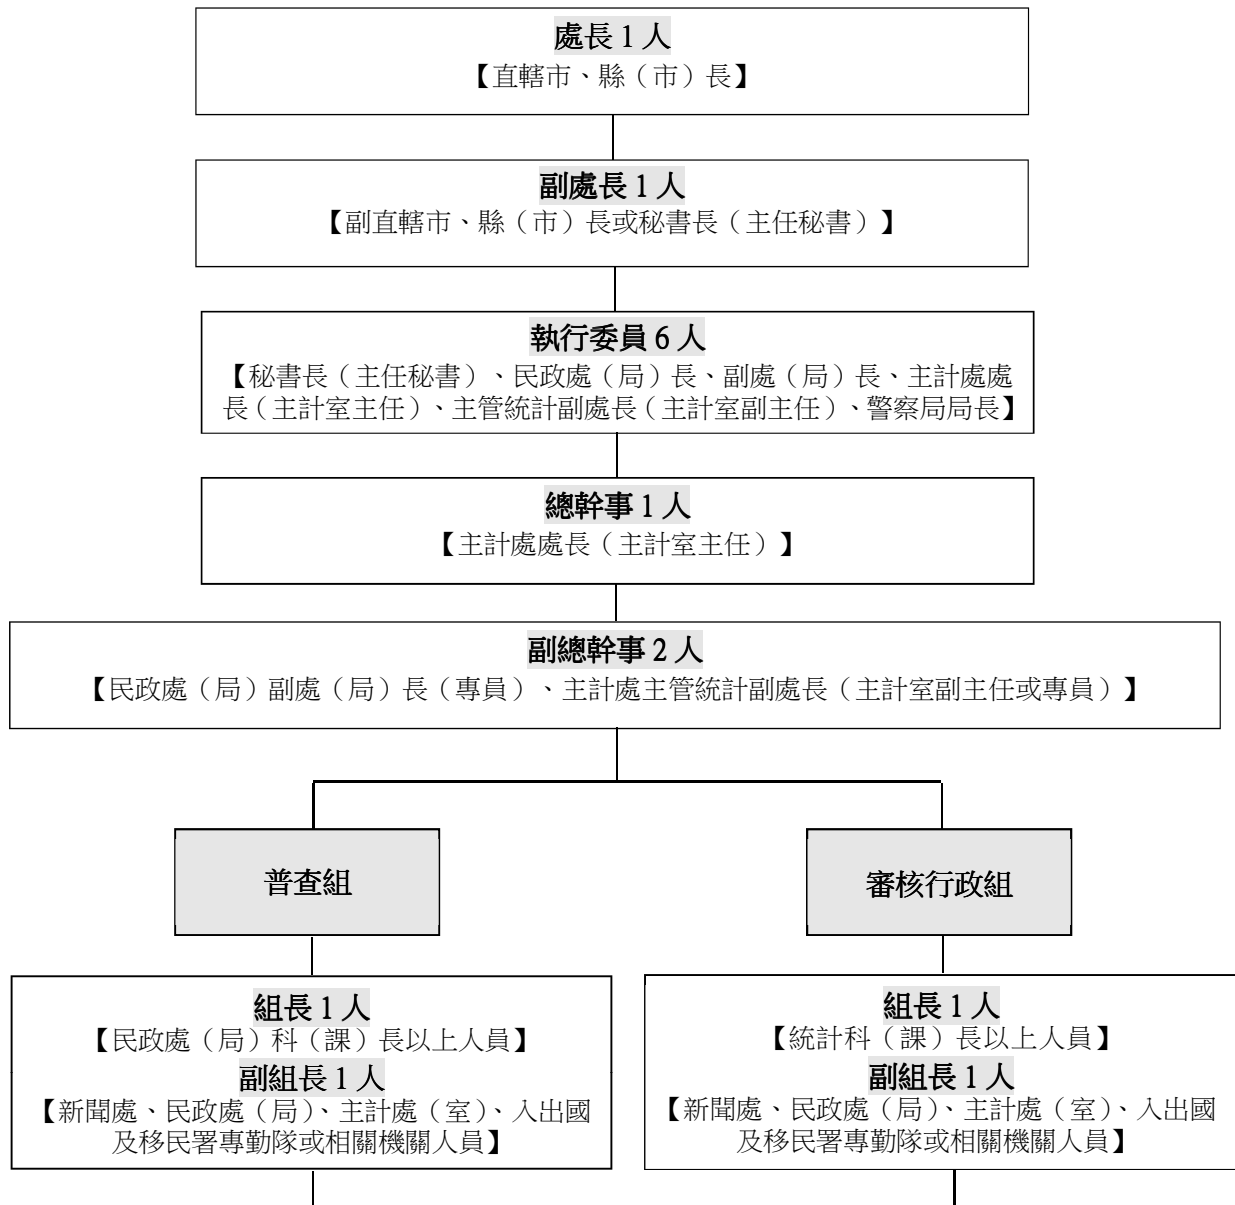 處長 1 人
【直轄市、縣（市）長】
副處長 1 人
【副直轄市、縣（市）長或秘書長（主任秘書）】
執行委員 6 人
【秘書長（主任秘書）、民政處（局）長、副處（局）長、主計處處
長（主計室主任）、主管統計副處長（主計室副主任）、警察局局長】
總幹事 1 人
【主計處處長（主計室主任）】
副總幹事 2 人
【民政處（局）副處（局）長（專員）、主計處主管統計副處長（主計室副主任或專員）】
普查組
審核行政組
組長 1 人
【民政處（局）科（課）長以上人員】
副組長 1 人
【新聞處、民政處（局）、主計處（室）、入出國
及移民署專勤隊或相關機關人員】
組長 1 人
【統計科（課）長以上人員】
副組長 1 人
【新聞處、民政處（局）、主計處（室）、入出國
及移民署專勤隊或相關機關人員】